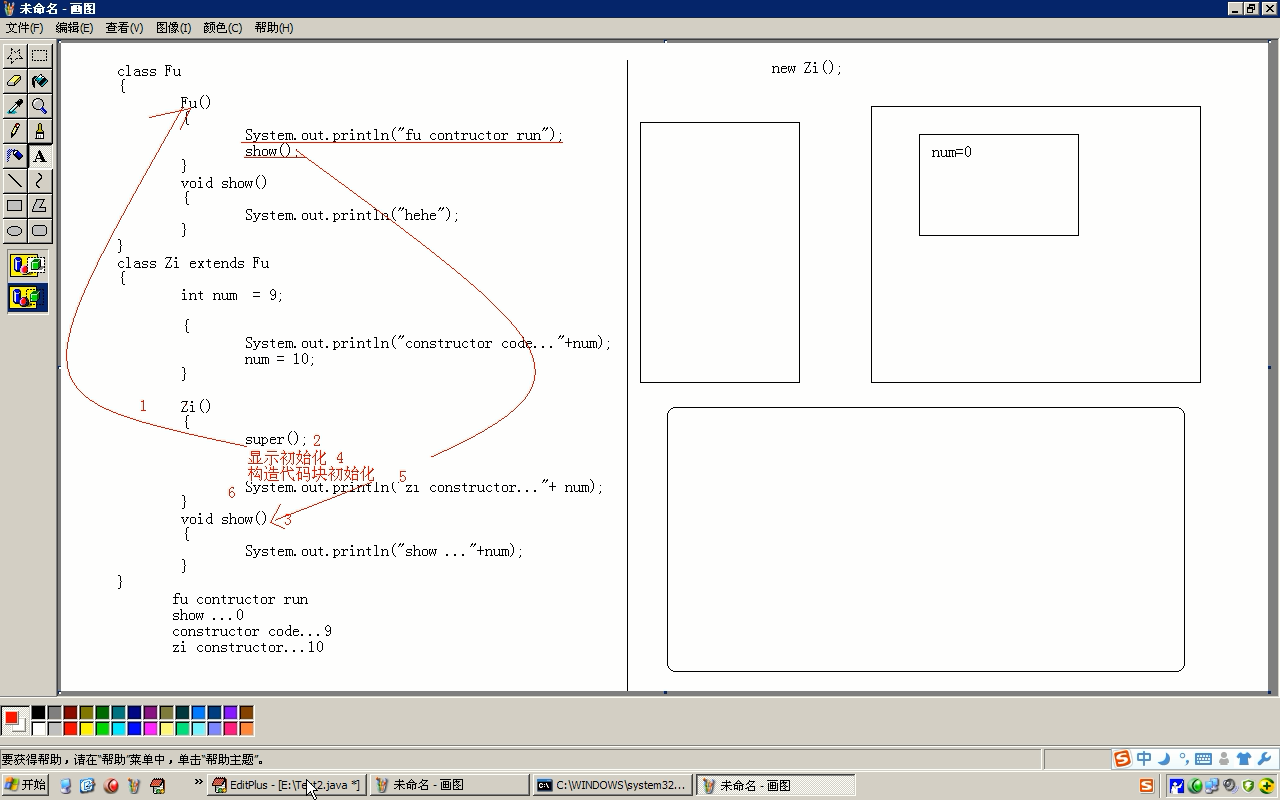 未命名 - 画图
文件(F) 编辑(E) 查看(V) 图像(I) 颜色(C) 帮助(H)
class Fu
{
Fu()
{
System.out.println("fu contructor run");
show();
}
void show()
{
System.out.println("hehe");
}
}
class Zi extends Fu
{
int num = 9;
{
System.out.println("constructor code..."+num);
num = 10;
}
1 Zi()
{
super(); 2
显示初始化 4
构造代码块初始化 5
6 System.out.println("zi constructor..."+ num);
}
void show() 3
{
System.out.println("show ..."+num);
}
}
fu contructor run
show ...0
constructor code...9
zi constructor...10
new Zi();
num=0
要获得帮助，请在“帮助”菜单中，单击“帮助主题”。
中
开始
EditPlus - [E:\Test2.java *]
未命名 - 画图
C:\WINDOWS\system32...
未命名 - 画图